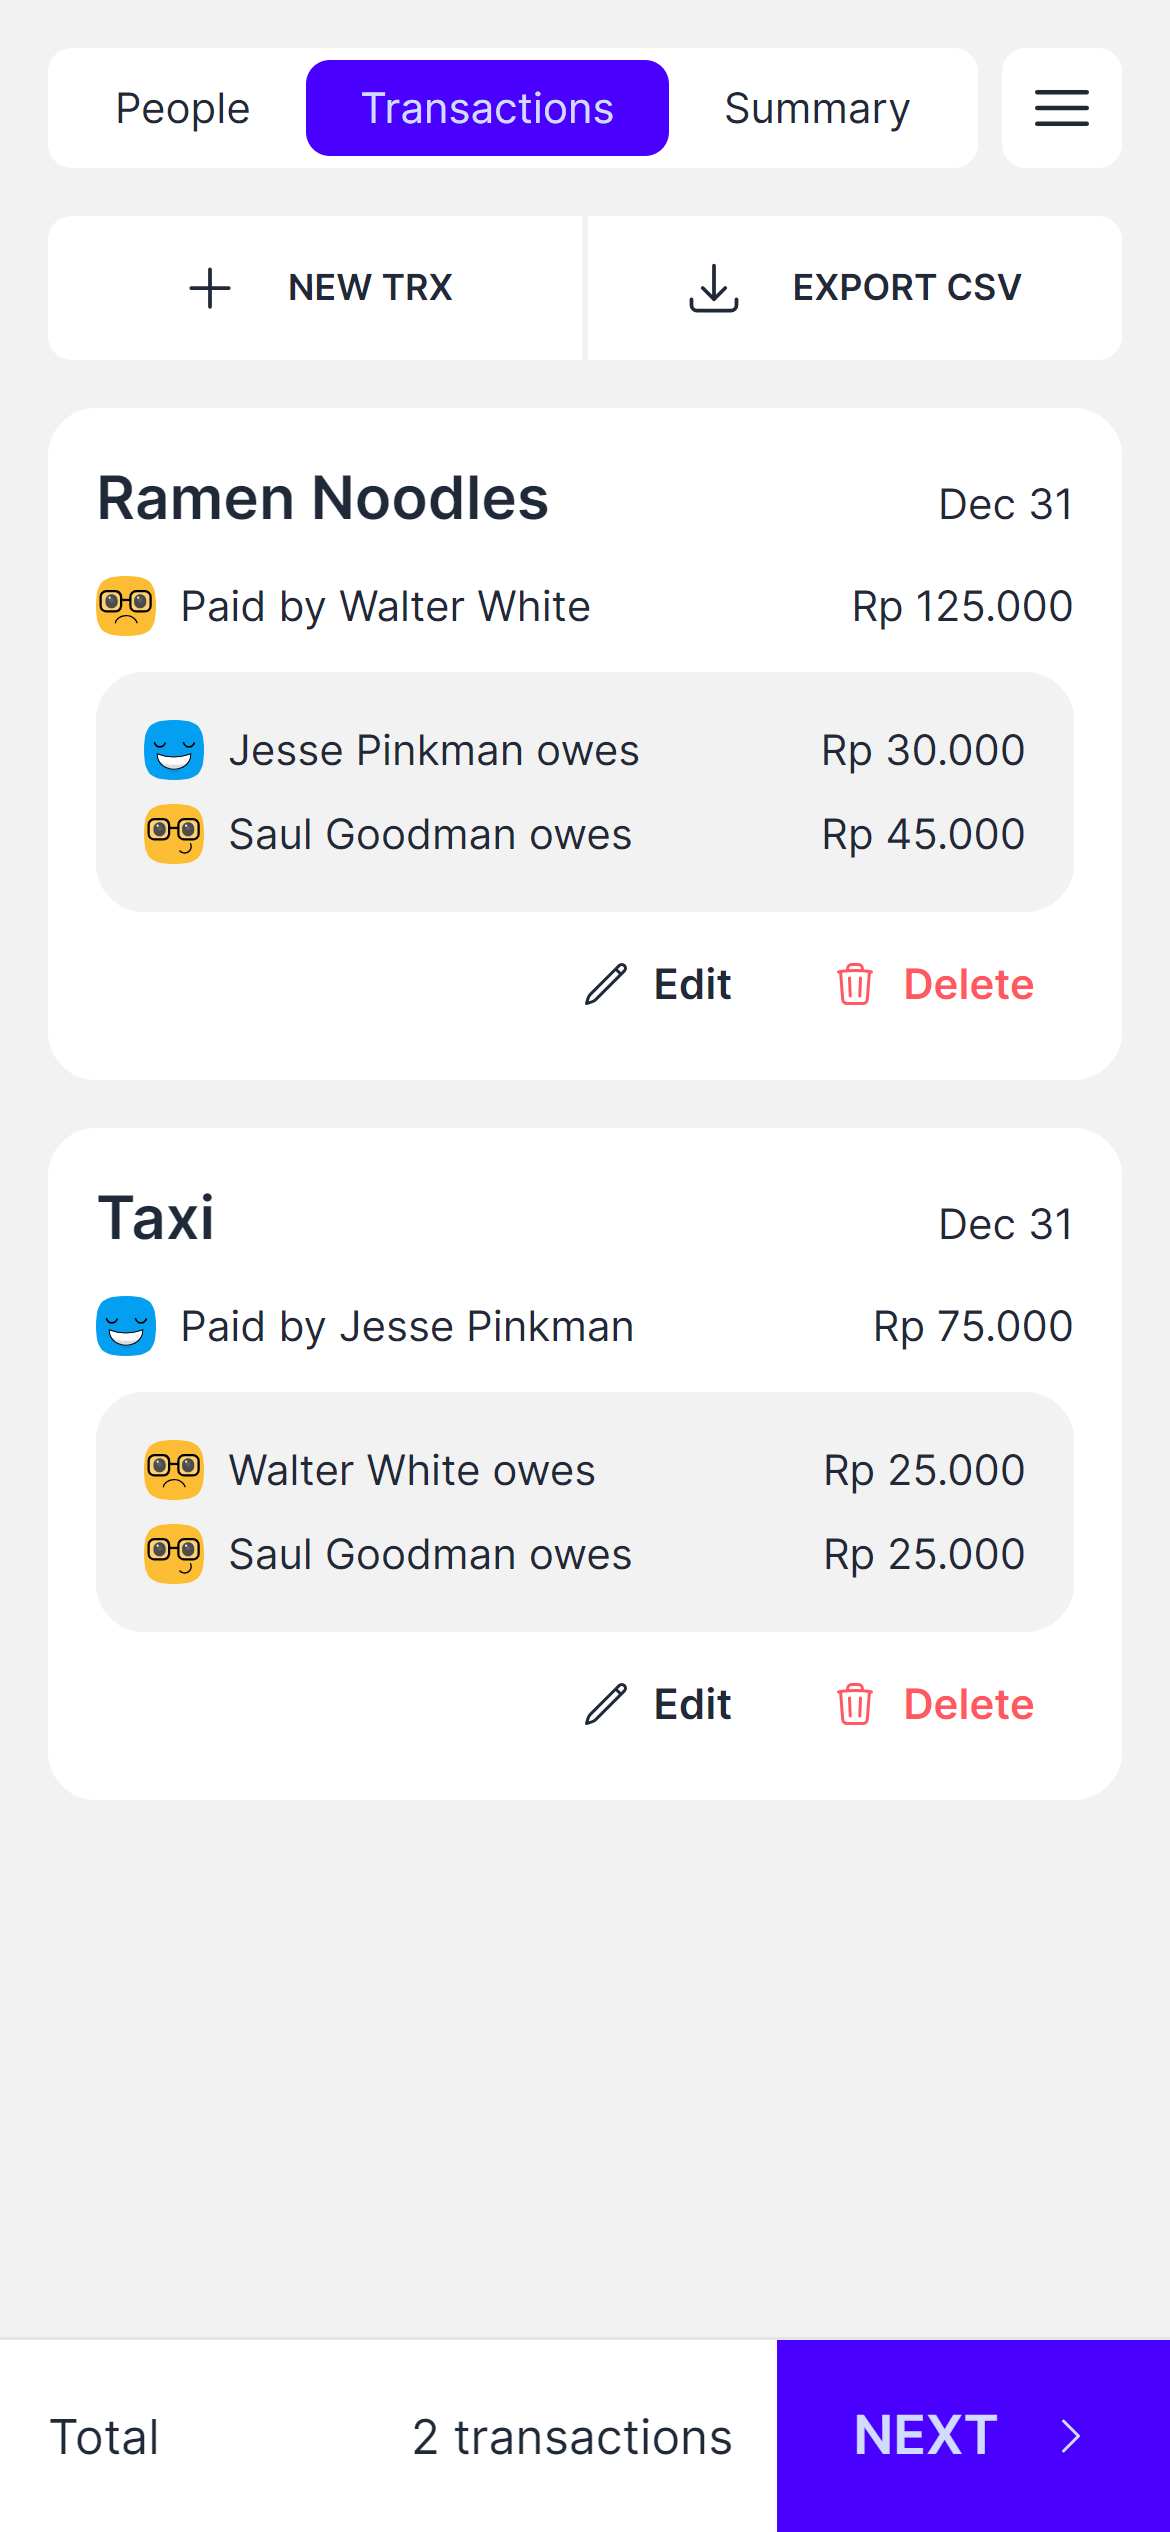 People Transactions Summary
NEW TRX EXPORT CSV
Ramen Noodles Dec 31
Paid by Walter White Rp 125.000
Jesse Pinkman owes Rp 30.000
Saul Goodman owes Rp 45.000
Edit Delete
Taxi Dec 31
Paid by Jesse Pinkman Rp 75.000
Walter White owes Rp 25.000
Saul Goodman owes Rp 25.000
Edit Delete
Total 2 transactions NEXT